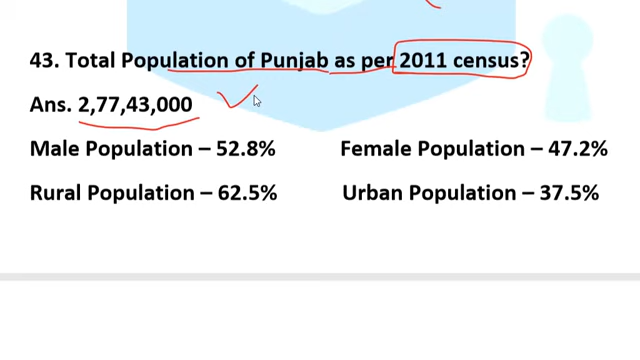 43. Total Population of Punjab as per 2011 census?
Ans. 2,77,43,000
Male Population – 52.8% Female Population – 47.2%
Rural Population – 62.5% Urban Population – 37.5%